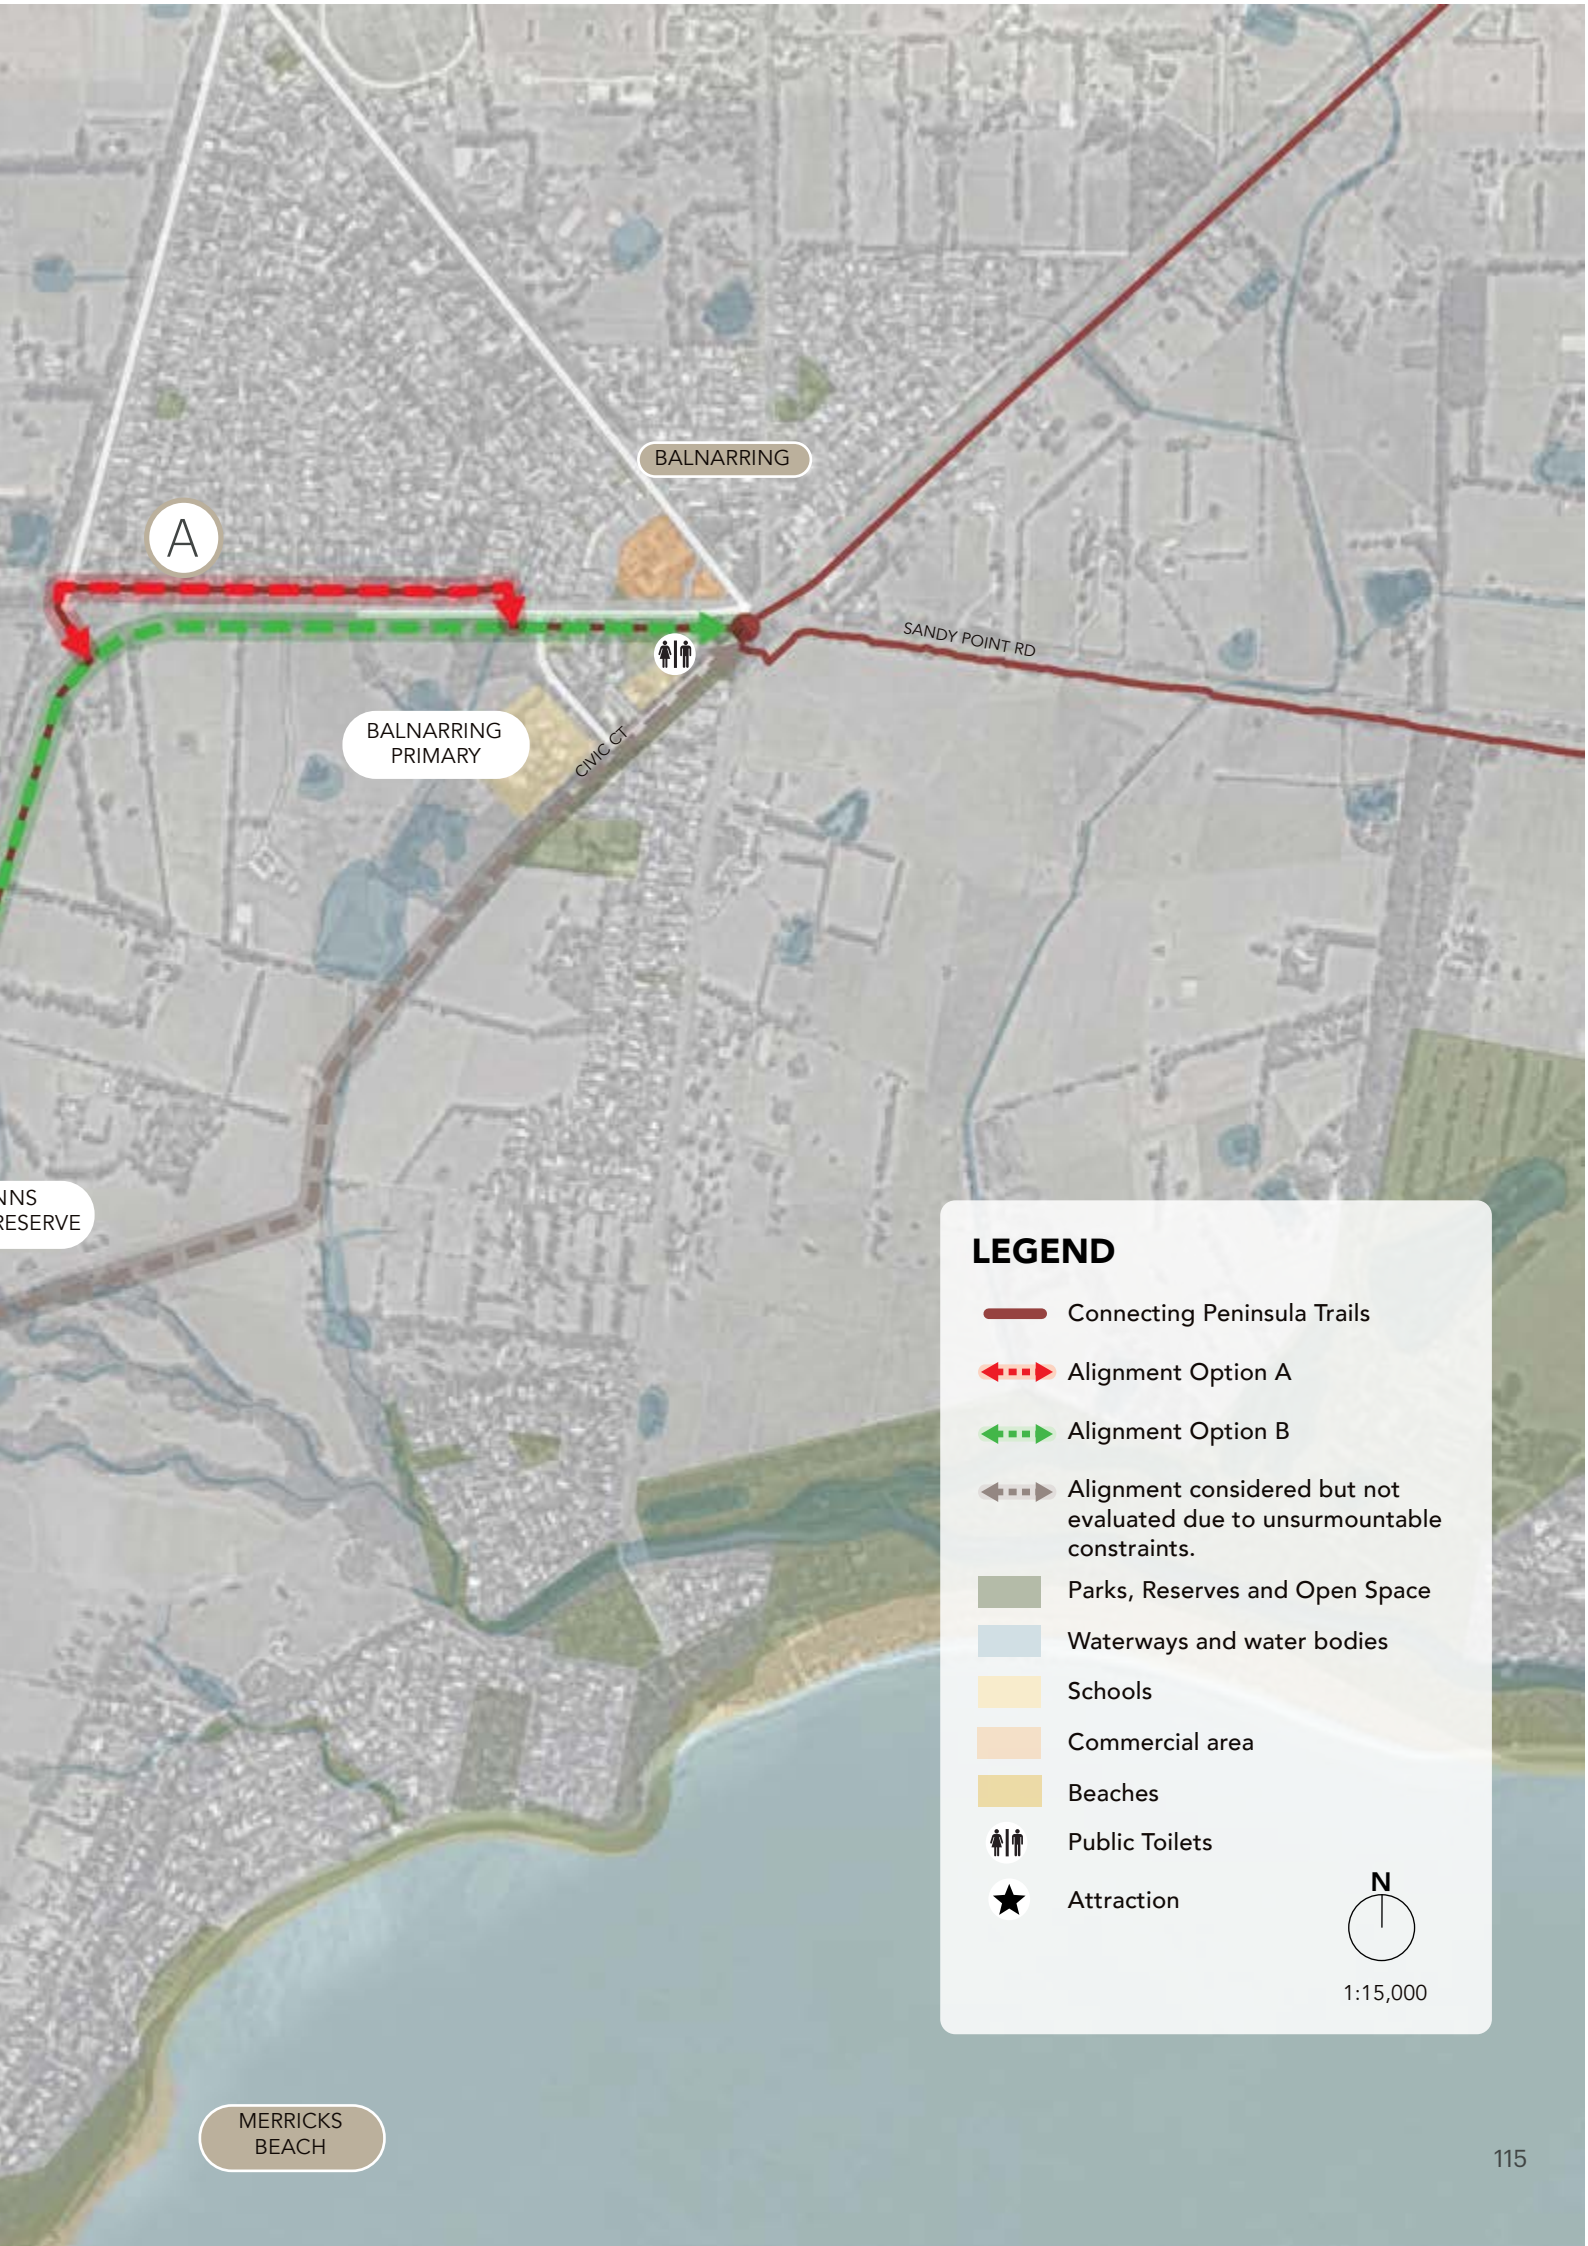 BALNARRING
A
SANDY POINT RD
BALNARRING
PRIMARY
CIVIC CT
NNS
RESERVE
LEGEND
Connecting Peninsula Trails
Alignment Option A
Alignment Option B
Alignment considered but not
evaluated due to unsurmountable
constraints.
Parks, Reserves and Open Space
Waterways and water bodies
Schools
Commercial area
Beaches
Public Toilets
Attraction
N
1:15,000
MERRICKS
BEACH
115